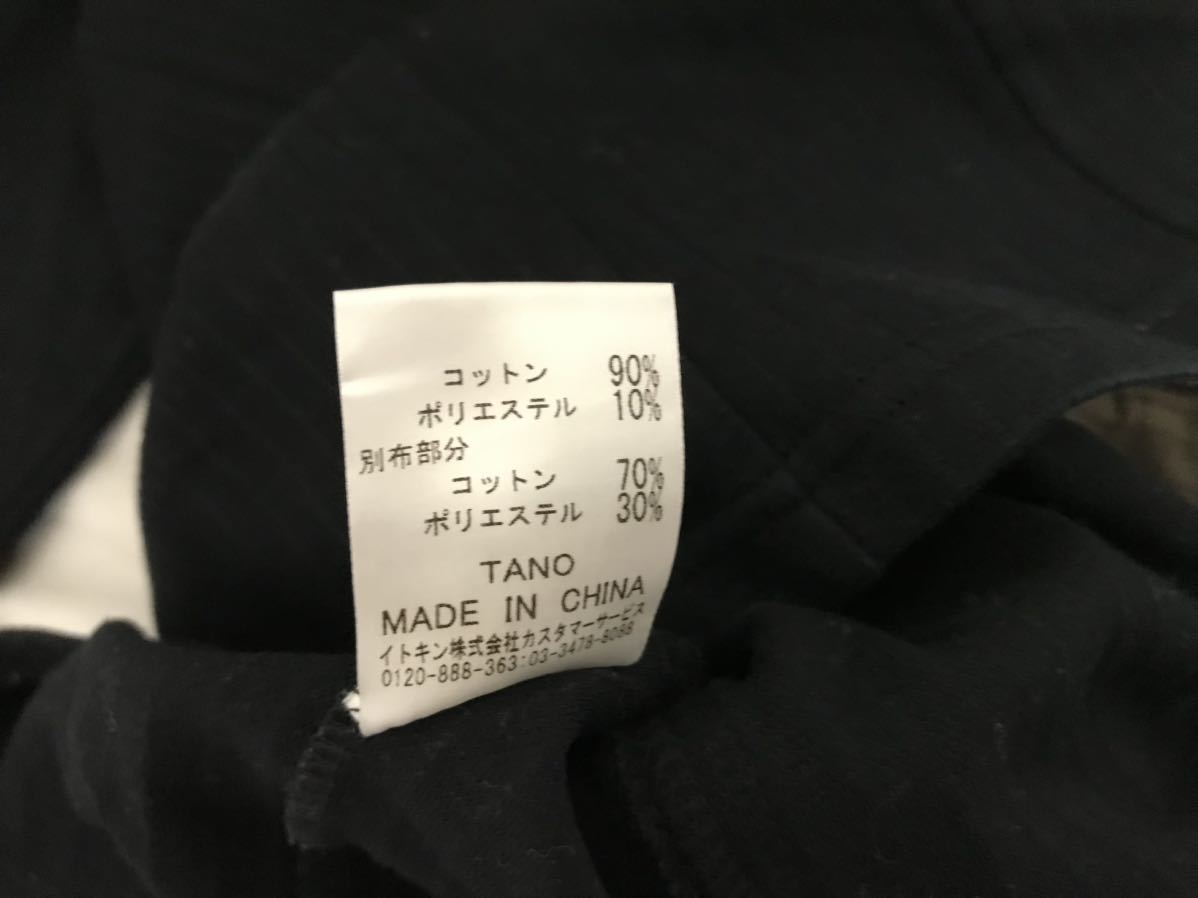 コットン 90%
ポリエステル 10%
別布部分
コットン 70%
ポリエステル 30%
TANO
MADE IN CHINA
イトキン株式会社カスタマーサービス
0120-888-363:03-3478-8088